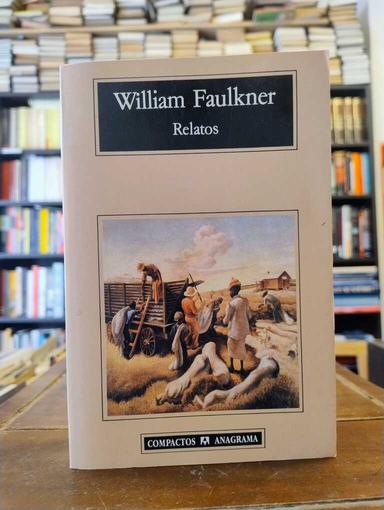 William Faulkner
Relatos
COMPACTOS ANAGRAMA